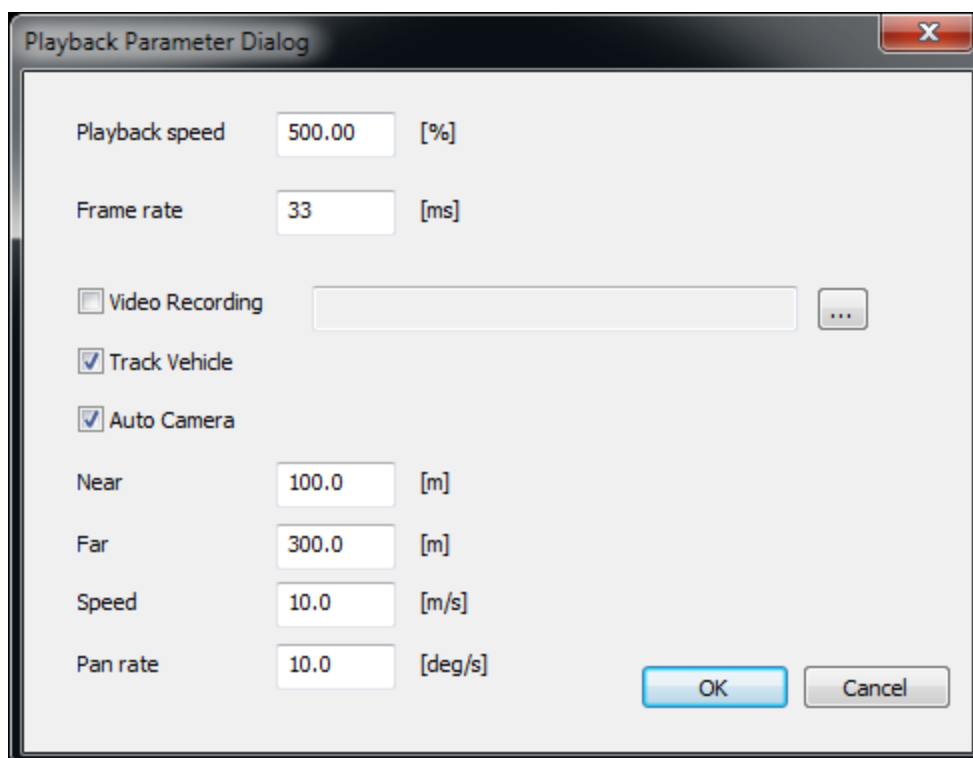 Playback Parameter Dialog
Playback speed 500.00 [%]
Frame rate 33 [ms]
Video Recording ...
Track Vehicle
Auto Camera
Near 100.0 [m]
Far 300.0 [m]
Speed 10.0 [m/s]
Pan rate 10.0 [deg/s]
OK Cancel